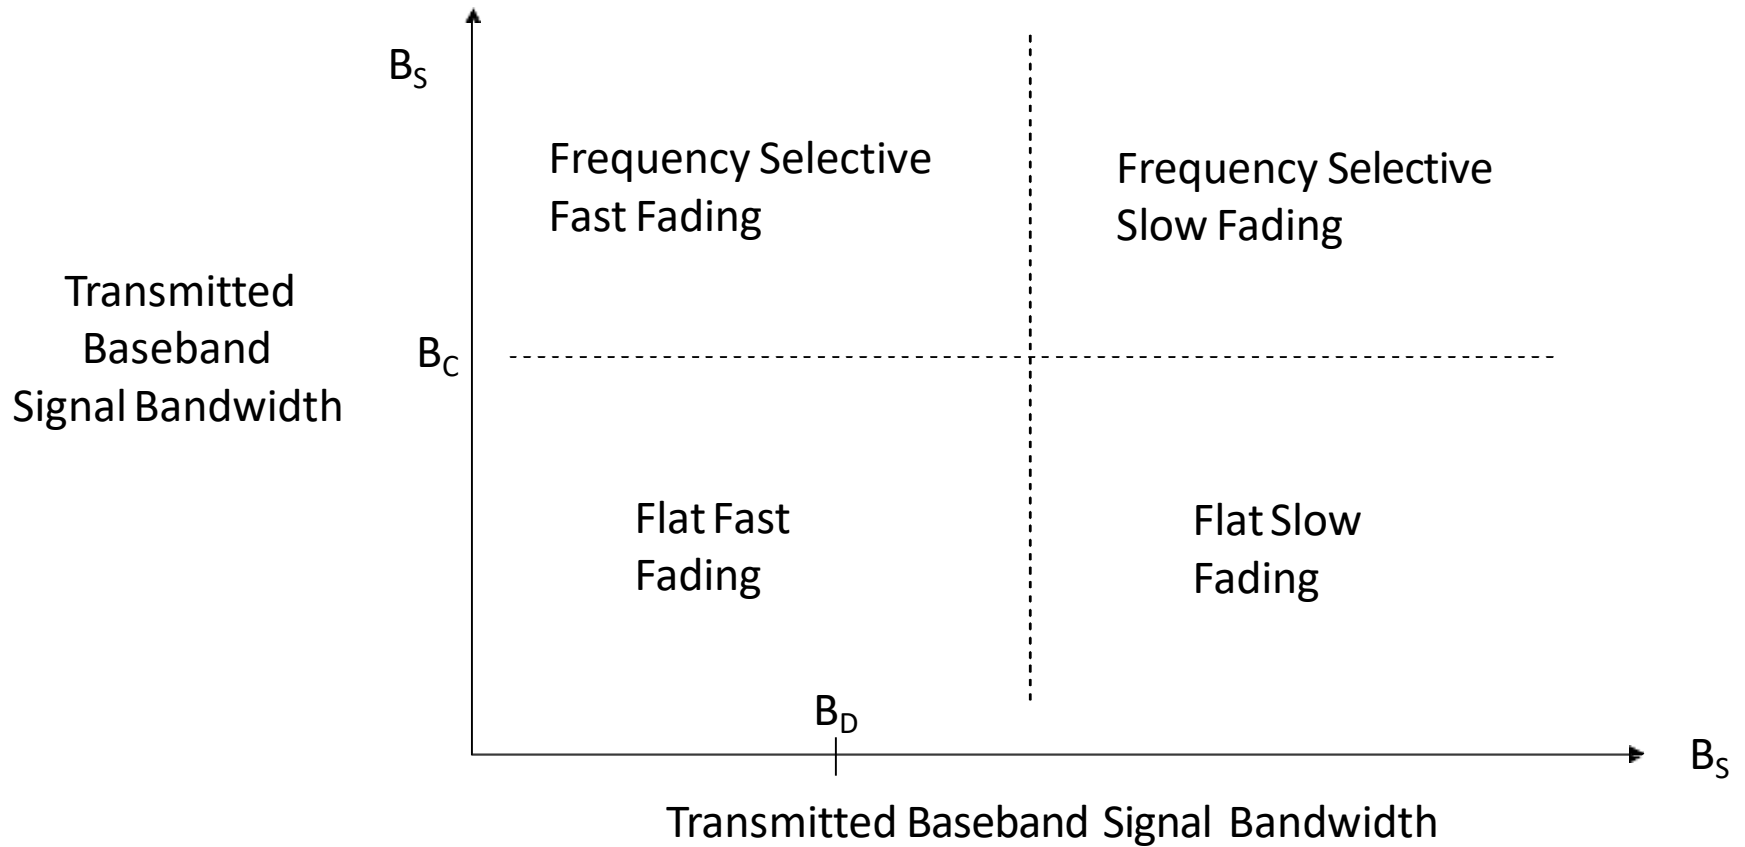 B_S
Frequency Selective
Fast Fading
Frequency Selective
Slow Fading
Transmitted
Baseband
Signal Bandwidth
B_C
Flat Fast
Fading
Flat Slow
Fading
B_D
B_S
Transmitted Baseband Signal Bandwidth